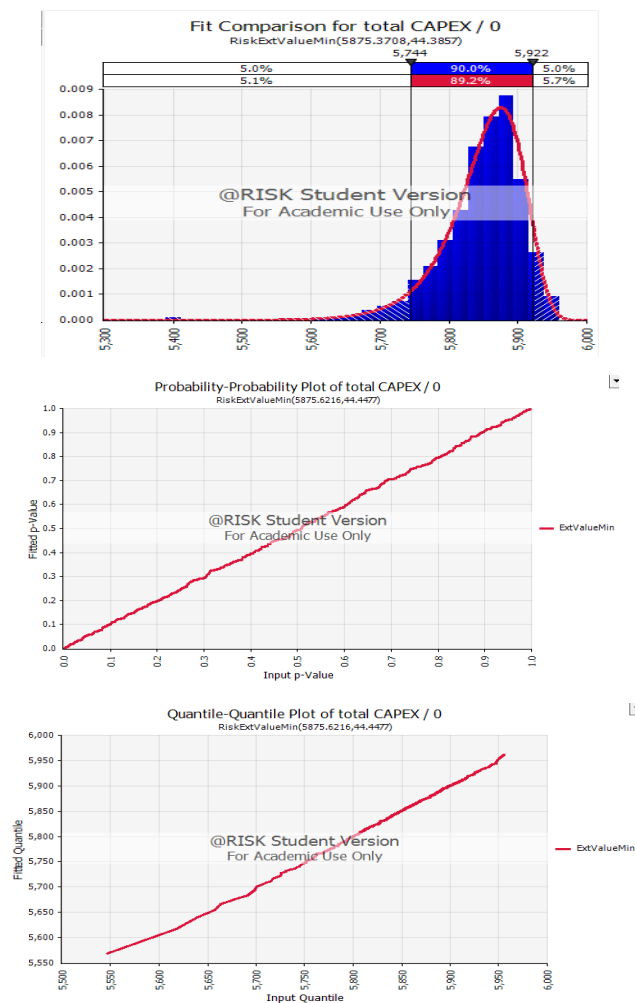 Fit Comparison for total CAPEX / 0
RiskExtValueMin(5875.3708,44.3857)
5,744 5,922
5.0% 90.0% 5.0%
5.1% 89.2% 5.7%
0.009
0.008
0.007
0.006
0.005
0.004
0.003
0.002
0.001
0.000
@RISK Student Version
For Academic Use Only
5,300 5,400 5,500 5,600 5,700 5,800 5,900 6,000
Probability-Probability Plot of total CAPEX / 0
RiskExtValueMin(5875.6216,44.4477)
Fitted p-Value
1.0
0.9
0.8
0.7
0.6
0.5
0.4
0.3
0.2
0.1
0.0
@RISK Student Version
For Academic Use Only
ExtValueMin
0.0 0.1 0.2 0.3 0.4 0.5 0.6 0.7 0.8 0.9 1.0
Input p-Value
Quantile-Quantile Plot of total CAPEX / 0
RiskExtValueMin(5875.6216,44.4477)
Fitted Quantile
6,000
5,950
5,900
5,850
5,800
5,750
5,700
5,650
5,600
5,550
@RISK Student Version
For Academic Use Only
ExtValueMin
5,500 5,550 5,600 5,650 5,700 5,750 5,800 5,850 5,900 5,950 6,000
Input Quantile